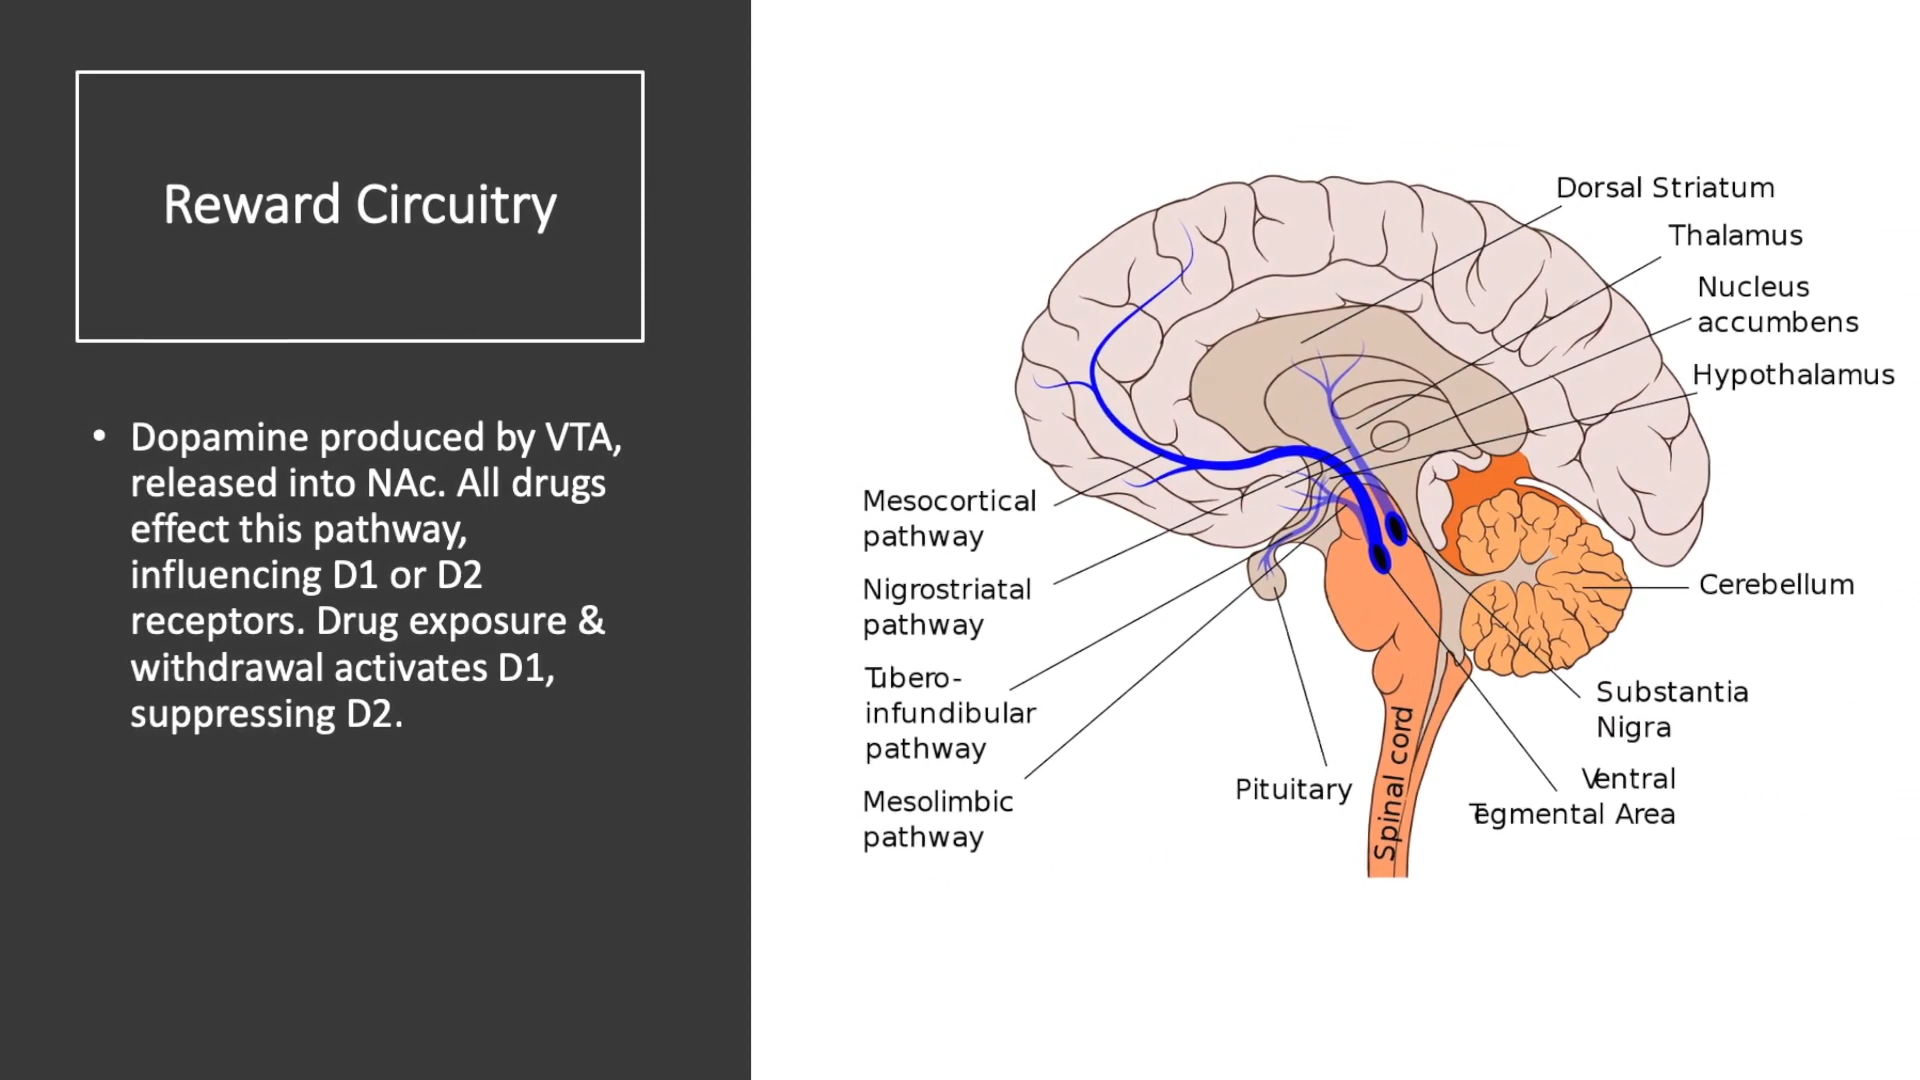 Reward Circuitry
• Dopamine produced by VTA,
released into NAc. All drugs
effect this pathway,
influencing D1 or D2
receptors. Drug exposure &
withdrawal activates D1,
suppressing D2.
Dorsal Striatum
Thalamus
Nucleus
accumbens
Hypothalamus
Mesocortical
pathway
Nigrostriatal
pathway
Tubero-
infundibular
pathway
Mesolimbic
pathway
Pituitary
Spinal cord
Cerebellum
Substantia
Nigra
Ventral
Tegmental Area